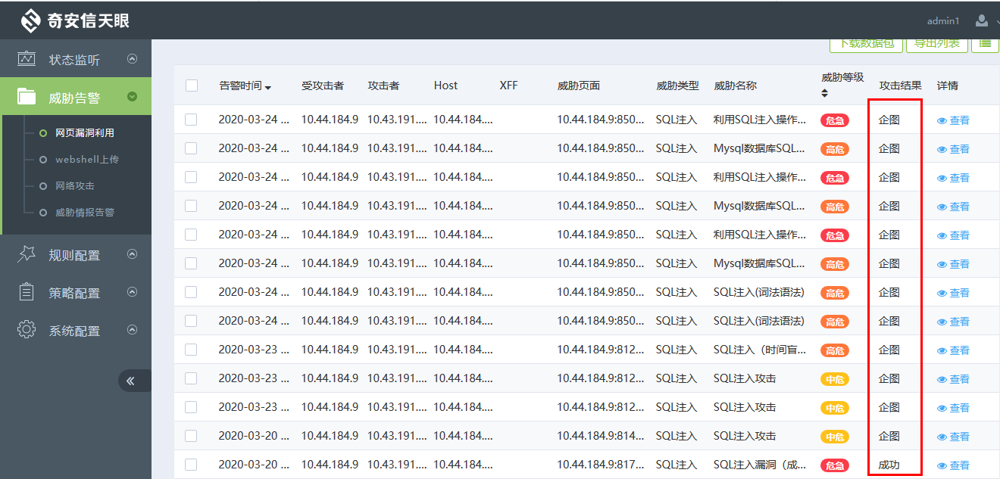 奇安信天眼
admin1
状态监听
威胁告警
网页漏洞利用
webshell上传
网络攻击
威胁情报告警
规则配置
策略配置
系统配置
下载数据包 导出列表
告警时间 受攻击者 攻击者 Host XFF 威胁页面 威胁类型 威胁名称 威胁等级 攻击结果 详情
2020-03-24 ... 10.44.184.9 10.43.191.... 10.44.184.... 10.44.184.9:850... SQL注入 利用SQL注入操作... 危急 企图 查看
2020-03-24 ... 10.44.184.9 10.43.191.... 10.44.184.... 10.44.184.9:850... SQL注入 Mysql数据库SQL... 高危 企图 查看
2020-03-24 ... 10.44.184.9 10.43.191.... 10.44.184.... 10.44.184.9:850... SQL注入 利用SQL注入操作... 危急 企图 查看
2020-03-24 ... 10.44.184.9 10.43.191.... 10.44.184.... 10.44.184.9:850... SQL注入 Mysql数据库SQL... 高危 企图 查看
2020-03-24 ... 10.44.184.9 10.43.191.... 10.44.184.... 10.44.184.9:850... SQL注入 利用SQL注入操作... 危急 企图 查看
2020-03-24 ... 10.44.184.9 10.43.191.... 10.44.184.... 10.44.184.9:850... SQL注入 Mysql数据库SQL... 高危 企图 查看
2020-03-24 ... 10.44.184.9 10.43.191.... 10.44.184.... 10.44.184.9:850... SQL注入 SQL注入(词法语法) 高危 企图 查看
2020-03-24 ... 10.44.184.9 10.43.191.... 10.44.184.... 10.44.184.9:850... SQL注入 SQL注入(词法语法) 高危 企图 查看
2020-03-23 ... 10.44.184.9 10.43.191.... 10.44.184.... 10.44.184.9:812... SQL注入 SQL注入（时间盲... 高危 企图 查看
2020-03-23 ... 10.44.184.9 10.43.191.... 10.44.184.... 10.44.184.9:812... SQL注入 SQL注入攻击 中危 企图 查看
2020-03-23 ... 10.44.184.9 10.43.191.... 10.44.184.... 10.44.184.9:812... SQL注入 SQL注入攻击 中危 企图 查看
2020-03-20 ... 10.44.184.9 10.43.191.... 10.44.184.... 10.44.184.9:814... SQL注入 SQL注入攻击 中危 企图 查看
2020-03-20 ... 10.44.184.9 10.43.191.... 10.44.184.... 10.44.184.9:817... SQL注入 SQL注入漏洞（成... 危急 成功 查看